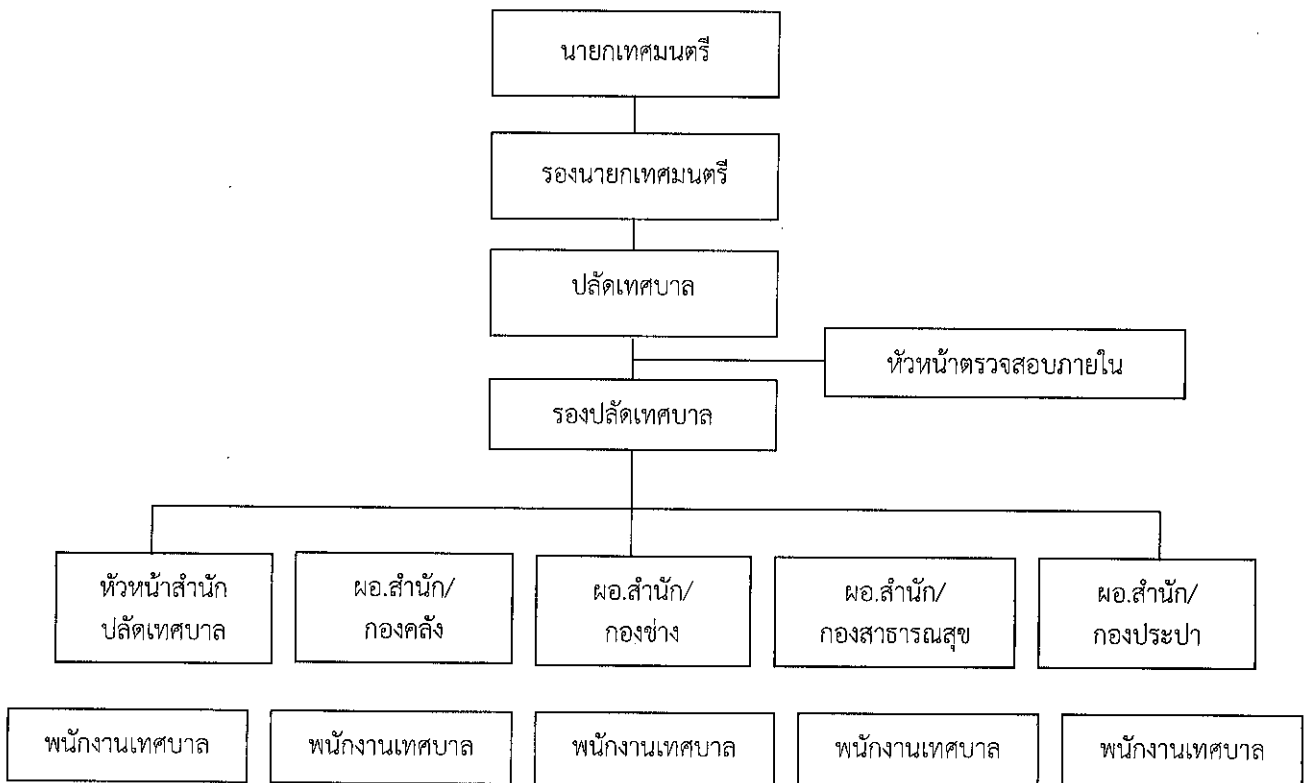 นายกเทศมนตรี
รองนายกเทศมนตรี
ปลัดเทศบาล
หัวหน้าตรวจสอบภายใน
รองปลัดเทศบาล
หัวหน้าสำนัก
ปลัดเทศบาล
ผอ.สำนัก/
กองคลัง
ผอ.สำนัก/
กองช่าง
ผอ.สำนัก/
กองสาธารณสุข
ผอ.สำนัก/
กองประปา
พนักงานเทศบาล
พนักงานเทศบาล
พนักงานเทศบาล
พนักงานเทศบาล
พนักงานเทศบาล